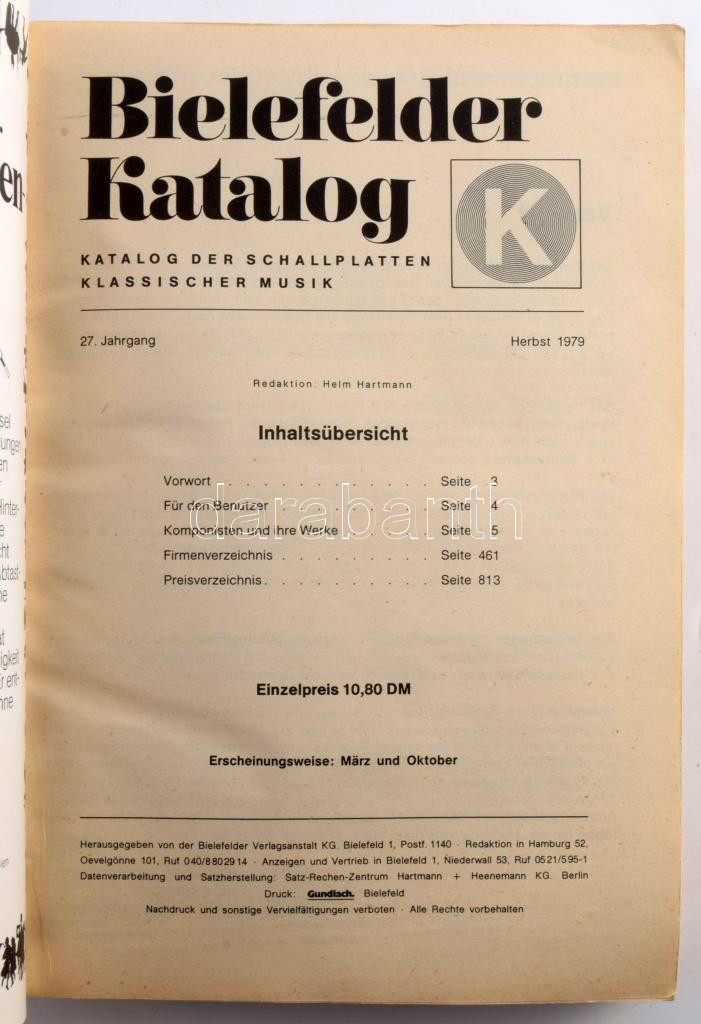 Bielefelder
Katalog
K
KATALOG DER SCHALLPLATTEN
KLASSISCHER MUSIK
27. Jahrgang Herbst 1979
Redaktion: Helm Hartmann
Inhaltsübersicht
Vorwort . . . . . . . . . . . . . Seite 3
Für den Benutzer . . . . . . . . . . Seite 4
Komponisten und ihre Werke . . . . . . Seite 5
Firmenverzeichnis . . . . . . . . . . Seite 461
Preisverzeichnis . . . . . . . . . . . Seite 813
darabanth
Einzelpreis 10,80 DM
Erscheinungsweise: März und Oktober
Herausgegeben von der Bielefelder Verlagsanstalt KG. Bielefeld 1, Postf. 1140 · Redaktion in Hamburg 52,
Oevelgönne 101, Ruf 040/8802914 · Anzeigen und Vertrieb in Bielefeld 1, Niederwall 53, Ruf 0521/595-1
Datenverarbeitung und Satzherstellung: Satz-Rechen-Zentrum Hartmann + Heenemann KG. Berlin
Druck: Gundlach. Bielefeld
Nachdruck und sonstige Vervielfältigungen verboten · Alle Rechte vorbehalten